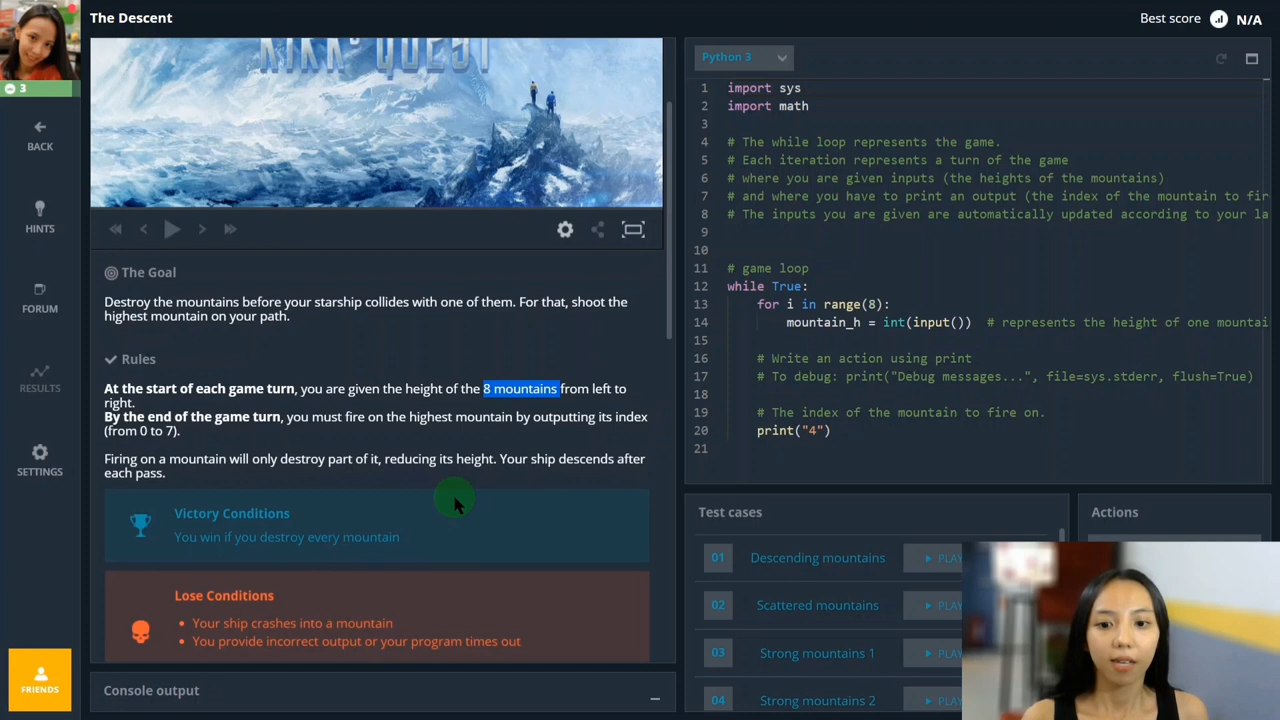 The Descent
Best score N/A
KIRK'S QUEST
3
BACK
HINTS
FORUM
RESULTS
SETTINGS
FRIENDS
The Goal
Destroy the mountains before your starship collides with one of them. For that, shoot the
highest mountain on your path.
Rules
At the start of each game turn, you are given the height of the 8 mountains from left to
right.
By the end of the game turn, you must fire on the highest mountain by outputting its index
(from 0 to 7).
Firing on a mountain will only destroy part of it, reducing its height. Your ship descends after
each pass.
Victory Conditions
You win if you destroy every mountain
Lose Conditions
• Your ship crashes into a mountain
• You provide incorrect output or your program times out
Console output
Python 3
1 import sys
2 import math
3
4 # The while loop represents the game.
5 # Each iteration represents a turn of the game
6 # where you are given inputs (the heights of the mountains)
7 # and where you have to print an output (the index of the mountain to fir
8 # The inputs you are given are automatically updated according to your la
9
10
11 # game loop
12 while True:
13 for i in range(8):
14 mountain_h = int(input()) # represents the height of one mountai
15
16 # Write an action using print
17 # To debug: print("Debug messages...", file=sys.stderr, flush=True)
18
19 # The index of the mountain to fire on.
20 print("4")
21
Test cases
01 Descending mountains PLAY
02 Scattered mountains PLAY
03 Strong mountains 1 PLAY
04 Strong mountains 2 PLAY
Actions